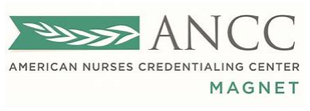 ANCC
AMERICAN NURSES CREDENTIALING CENTER
MAGNET